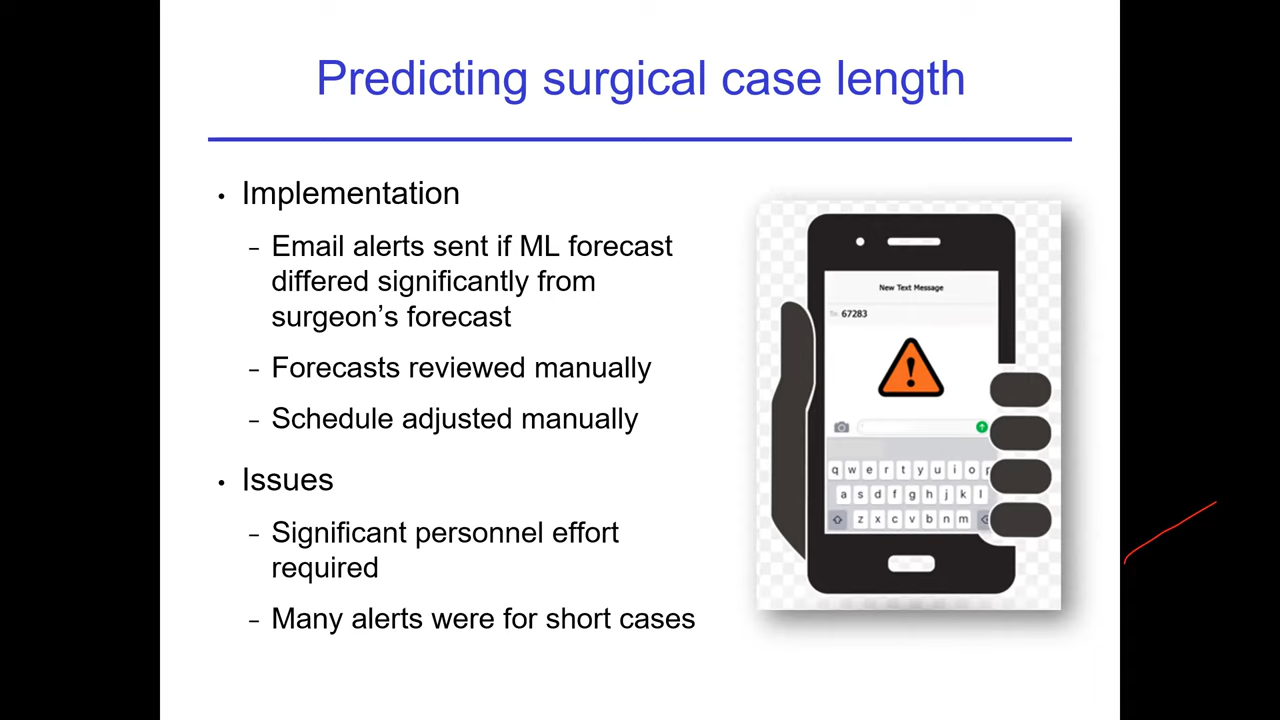 Predicting surgical case length
• Implementation
– Email alerts sent if ML forecast
differed significantly from
surgeon’s forecast
– Forecasts reviewed manually
– Schedule adjusted manually
• Issues
– Significant personnel effort
required
– Many alerts were for short cases
New Text Message
To: 67283
q w e r t y u i o p
a s d f g h j k l
z x c v b n m